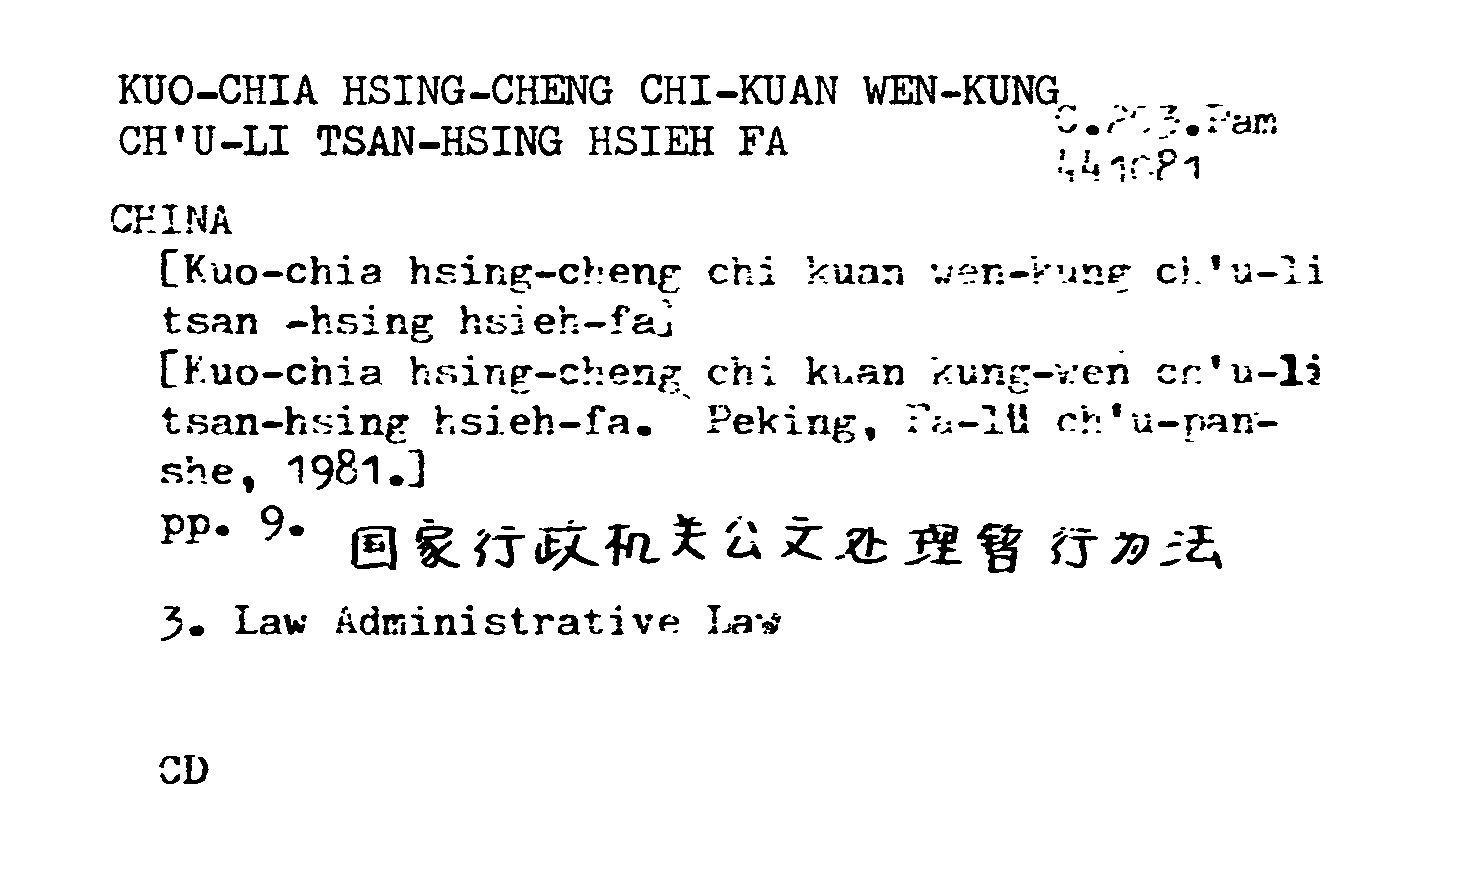 KUO-CHIA HSING-CHENG CHI-KUAN WEN-KUNG
CH'U-LI TSAN-HSING HSIEH FA
441081
CHINA
[Kuo-chia hsing-cheng chi kuan wen-kung ch'u-li
tsan -hsing hsieh-fa]
[Kuo-chia hsing-cheng chi kuan kung-wen ch'u-li
tsan-hsing hsieh-fa. Peking, Fa-lü ch'u-pan-
she, 1981.]
pp. 9. 国家行政机关公文处理暂行办法
3. Law Administrative Law
CD